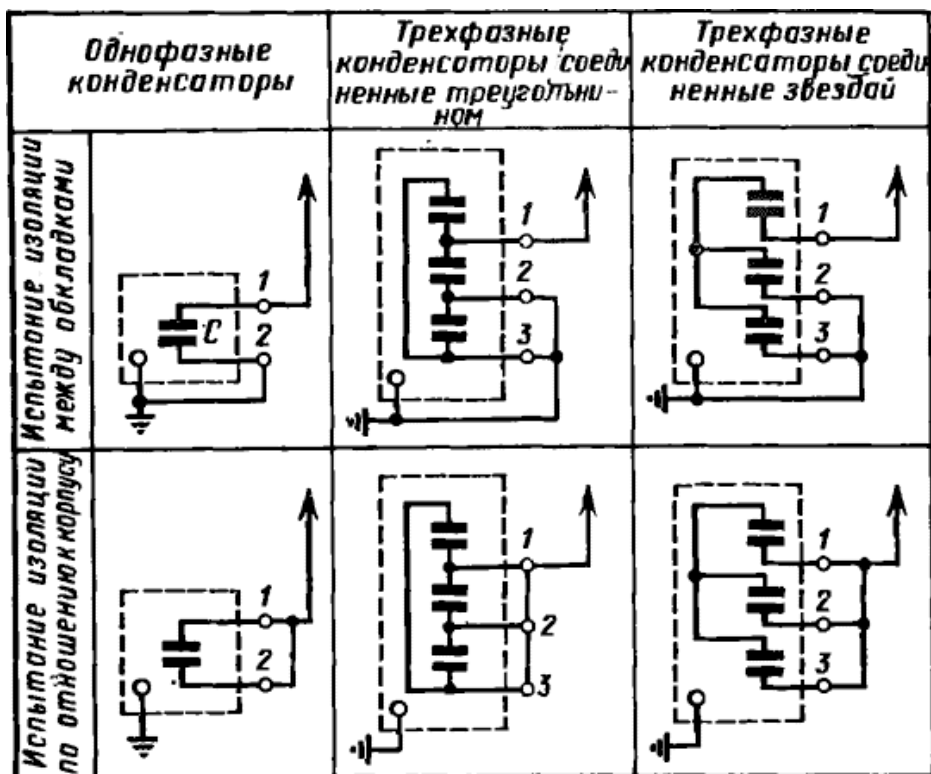 Однофазные
конденсаторы
Трехфазные
конденсаторы соеди
ненные треугольни-
ном
Трехфазные
конденсаторы соеди
ненные звездай
Испытание изоляции
между обкладками
1
C
2
1
2
3
1
2
3
Испытание изоляции
по отношению к корпусу
1
2
1
2
3
1
2
3